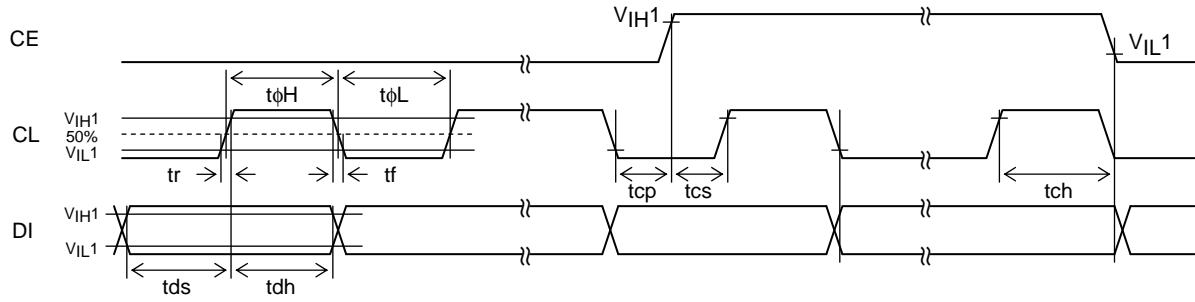 CE
VIH1
VIL1
tϕH
tϕL
CL
VIH1
50%
VIL1
tr
tf
tcp
tcs
tch
DI
VIH1
VIL1
tds
tdh